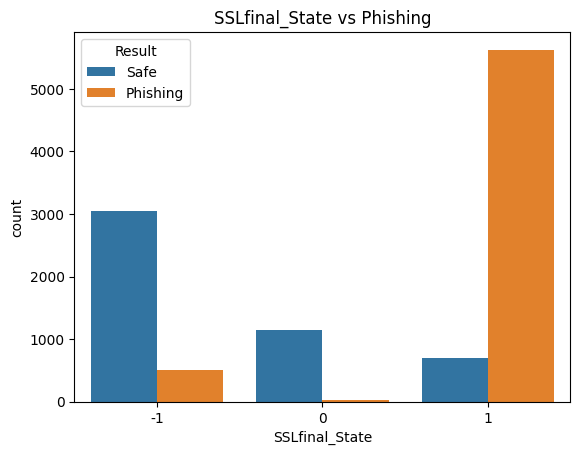 SSLfinal_State vs Phishing
Result
Safe
Phishing
5000
4000
3000
2000
1000
0
count
-1
0
1
SSLfinal_State